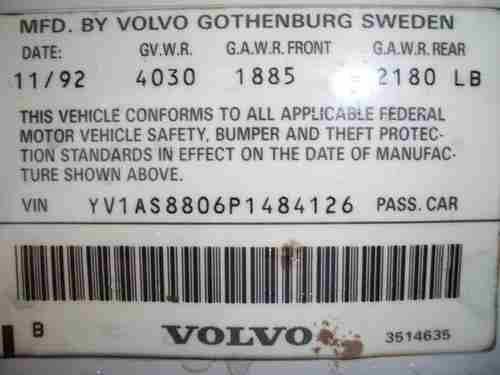 MFD. BY VOLVO GOTHENBURG SWEDEN
DATE: GV.W.R. G.A.W.R. FRONT G.A.W.R. REAR
11/92 4030 1885 2180 LB
THIS VEHICLE CONFORMS TO ALL APPLICABLE FEDERAL
MOTOR VEHICLE SAFETY, BUMPER AND THEFT PROTEC-
TION STANDARDS IN EFFECT ON THE DATE OF MANUFAC-
TURE SHOWN ABOVE.
VIN YV1AS8806P1484126 PASS. CAR
B VOLVO 3514635